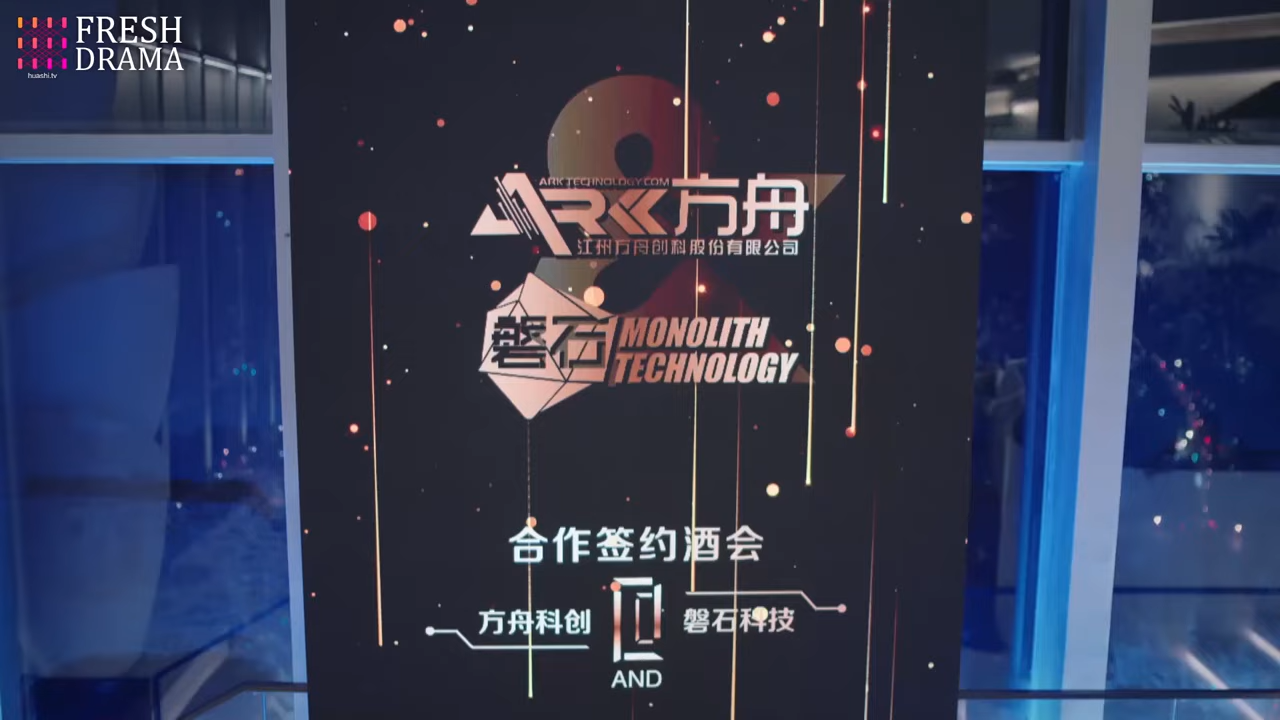 FRESH
DRAMA
huashi.tv
&
ARKTECHNOLOGY.COM
ARK方舟
江州方舟创科股份有限公司
磐石 MONOLITH
TECHNOLOGY
合作签约酒会
方舟科创 和 磐石科技
AND